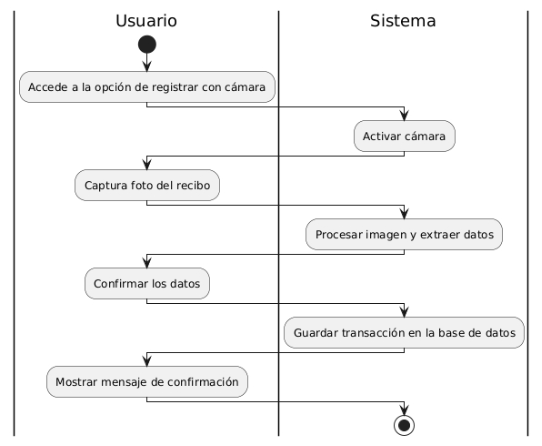 Usuario
Sistema
Accede a la opción de registrar con cámara
Activar cámara
Captura foto del recibo
Procesar imagen y extraer datos
Confirmar los datos
Guardar transacción en la base de datos
Mostrar mensaje de confirmación